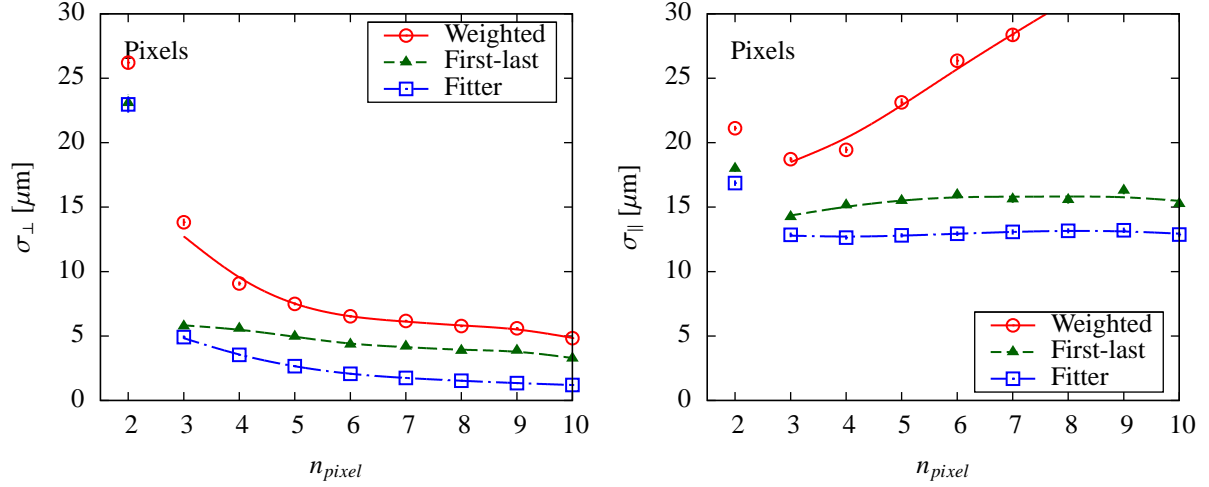 30
25
20
15
10
5
0
σ⊥ [μm]
Pixels
Weighted
First-last
Fitter
2 3 4 5 6 7 8 9 10
n_pixel
30
25
20
15
10
5
0
σ∥ [μm]
Pixels
Weighted
First-last
Fitter
2 3 4 5 6 7 8 9 10
n_pixel